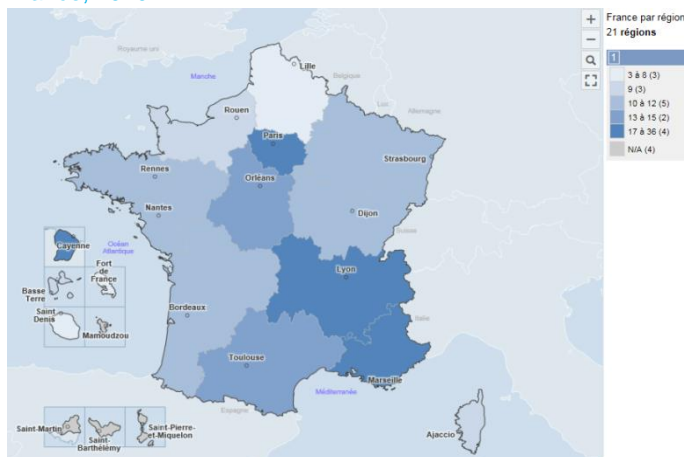 Royaume uni
Lille
Belgique
Manche
Rouen
Lux
Allemagne
Paris
Strasbourg
Rennes
Orléans
Nantes
Dijon
Suisse
Cayenne
Océan
Atlantique
Fort
de
France
Lyon
Basse
Terre
Bordeaux
Saint
Denis
Mamoudzou
Italie
Toulouse
Marseille
Méditerranée
Espagne
Saint-Martin
Saint-
Barthélémy
Saint-Pierre-
et-Miquelon
Ajaccio
+
−
France par région
21 régions
1
3 à 8 (3)
9 (3)
10 à 12 (5)
13 à 15 (2)
17 à 36 (4)
N/A (4)